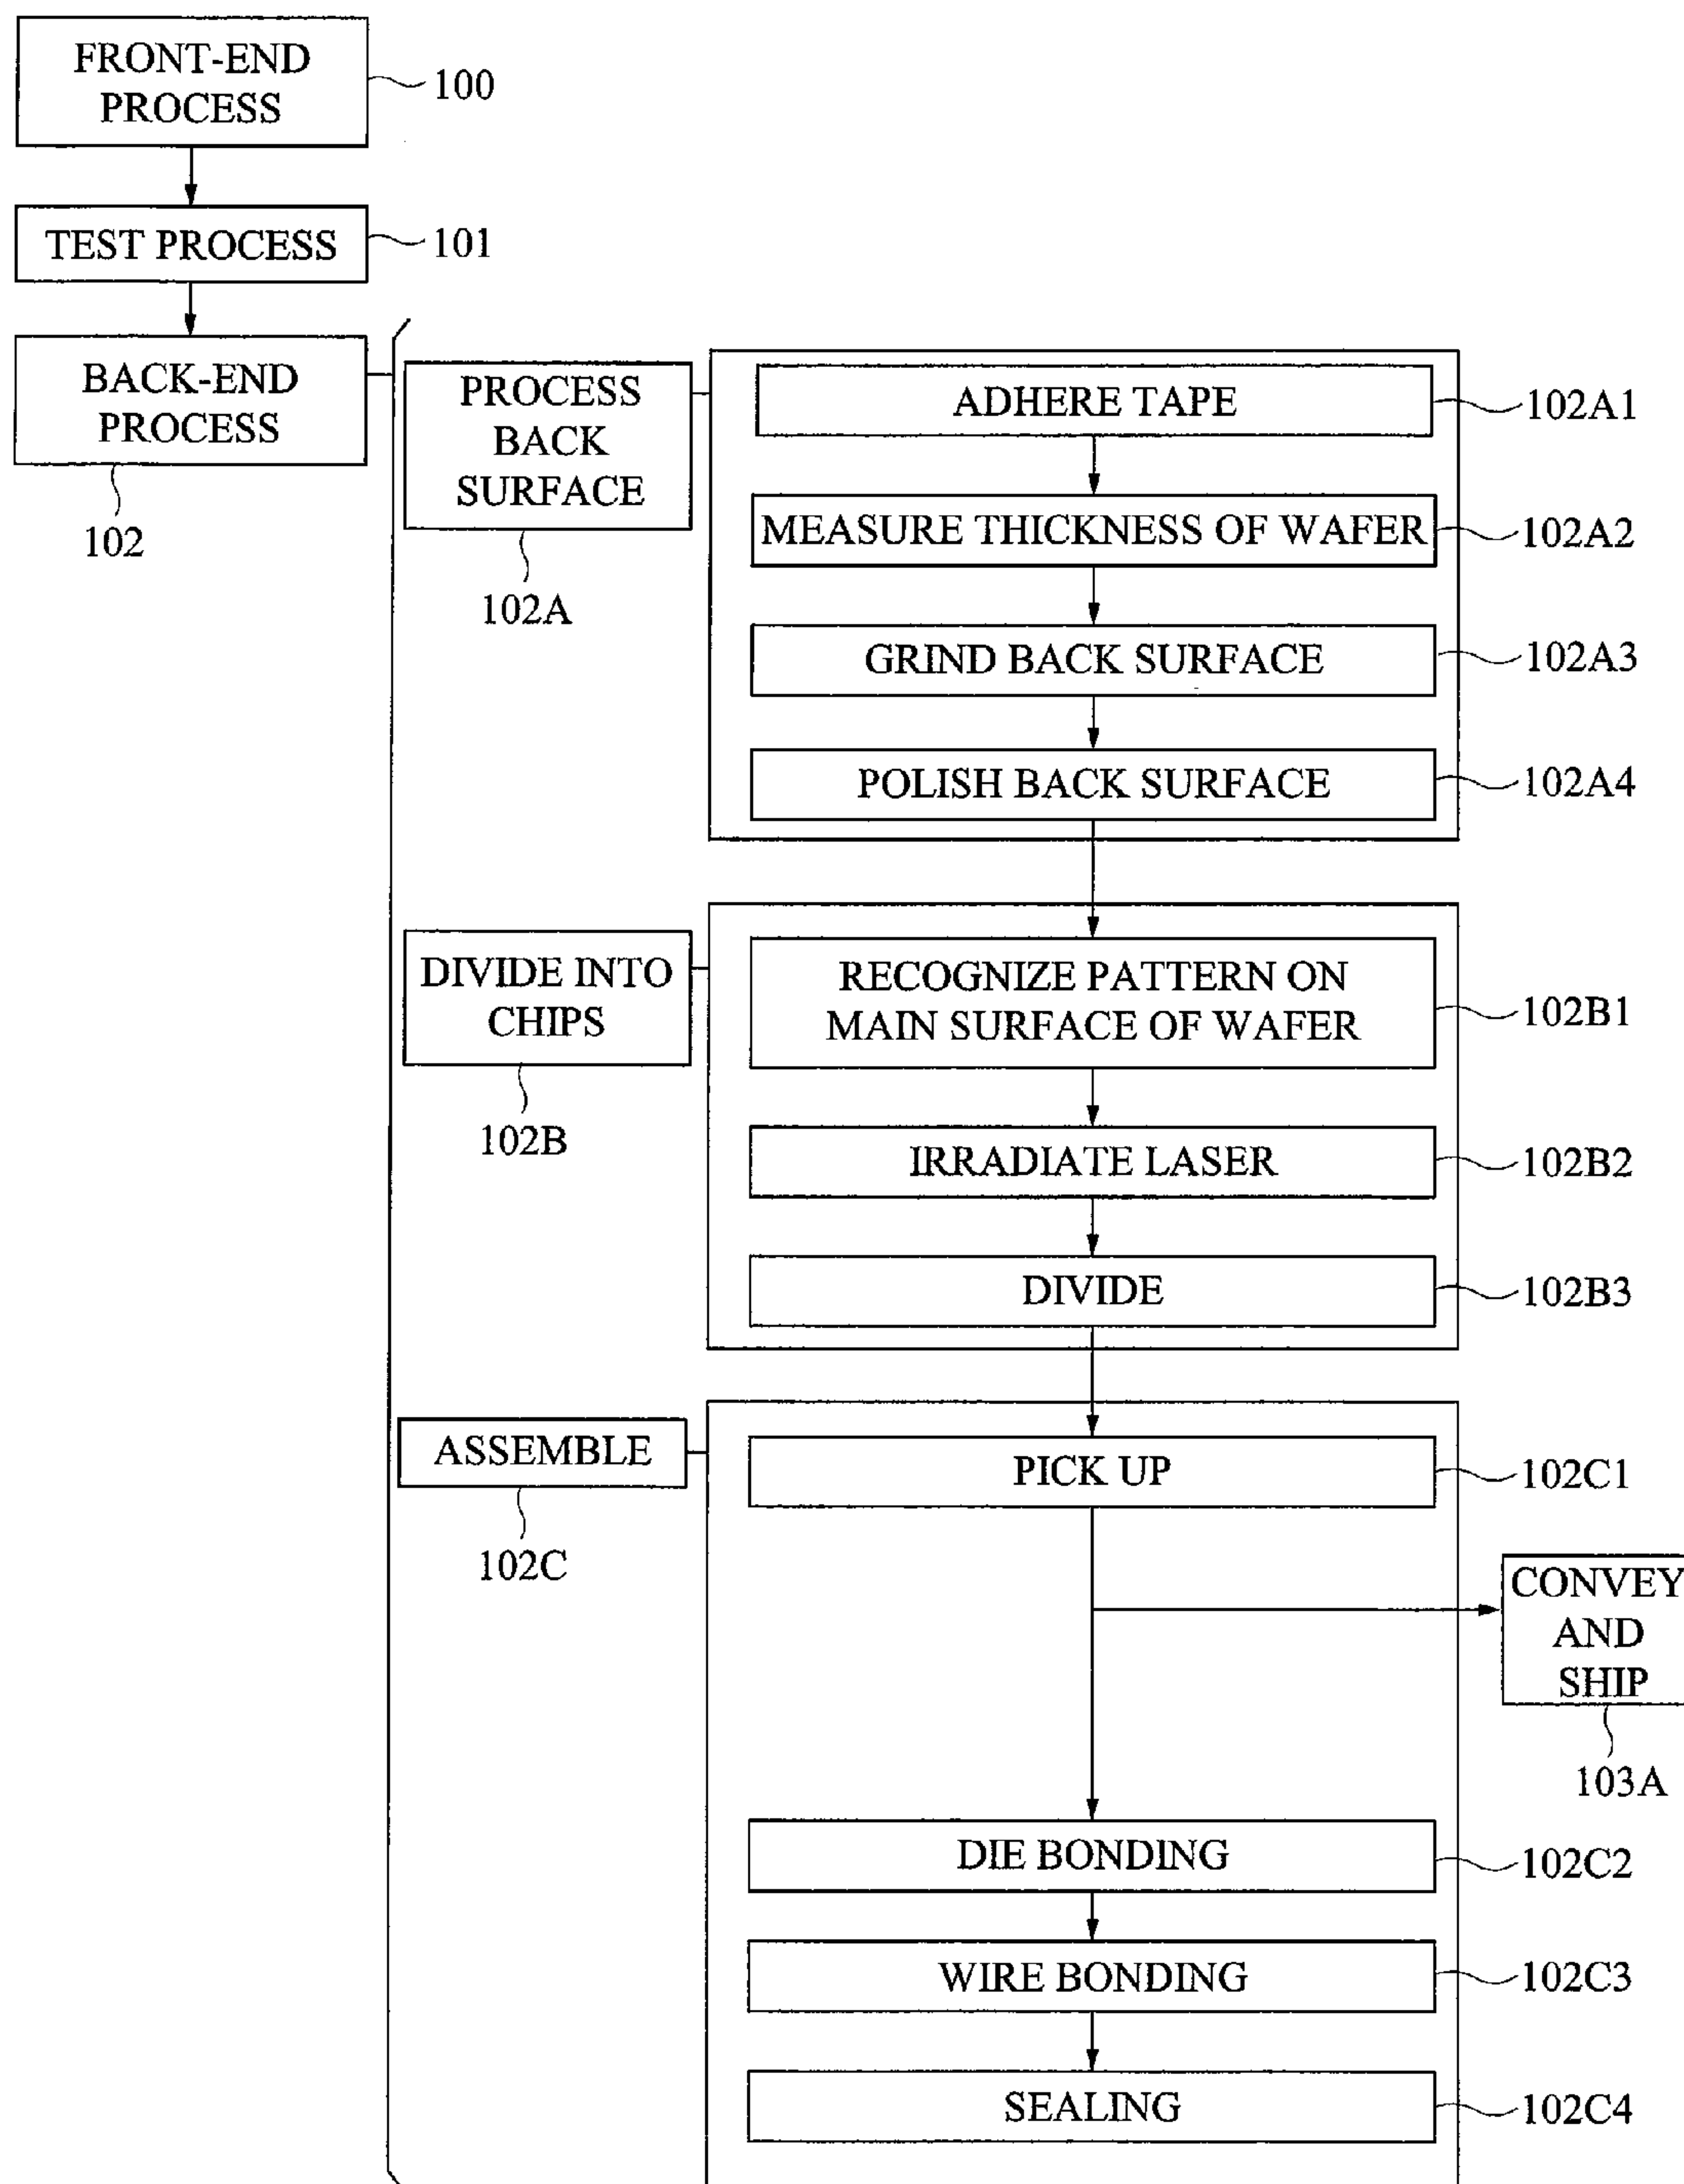 FRONT-END
PROCESS
100
TEST PROCESS
101
BACK-END
PROCESS
102
PROCESS
BACK
SURFACE
102A
ADHERE TAPE
102A1
MEASURE THICKNESS OF WAFER
102A2
GRIND BACK SURFACE
102A3
POLISH BACK SURFACE
102A4
DIVIDE INTO
CHIPS
102B
RECOGNIZE PATTERN ON
MAIN SURFACE OF WAFER
102B1
IRRADIATE LASER
102B2
DIVIDE
102B3
ASSEMBLE
102C
PICK UP
102C1
CONVEY
AND
SHIP
103A
DIE BONDING
102C2
WIRE BONDING
102C3
SEALING
102C4